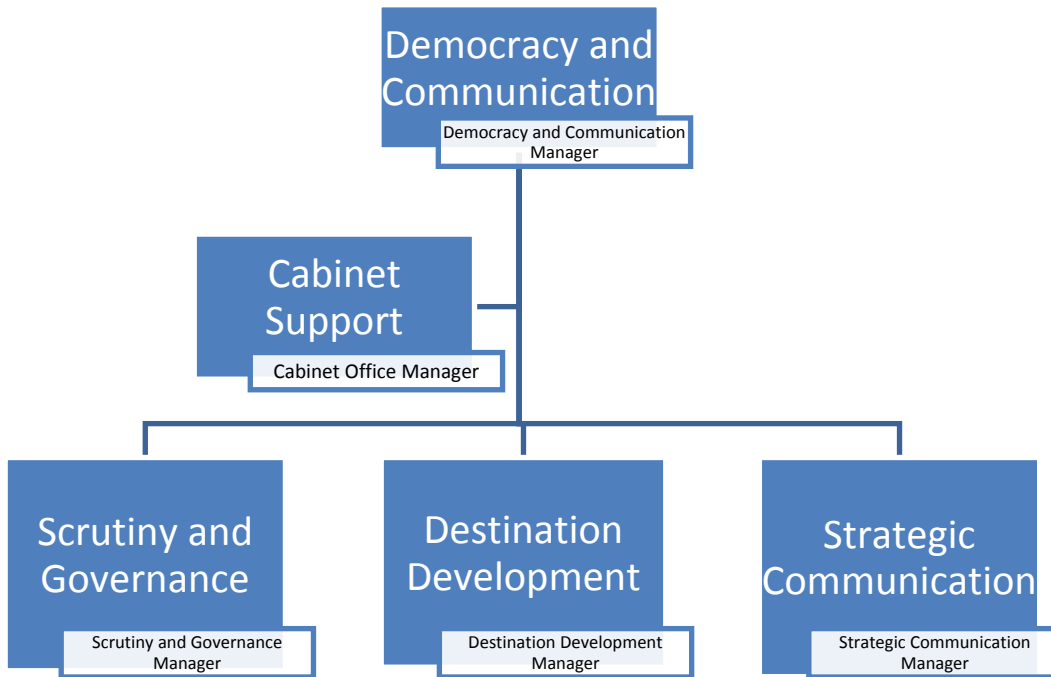 Democracy and
Communication
Democracy and Communication
Manager
Cabinet
Support
Cabinet Office Manager
Scrutiny and
Governance
Scrutiny and Governance
Manager
Destination
Development
Destination Development
Manager
Strategic
Communication
Strategic Communication
Manager